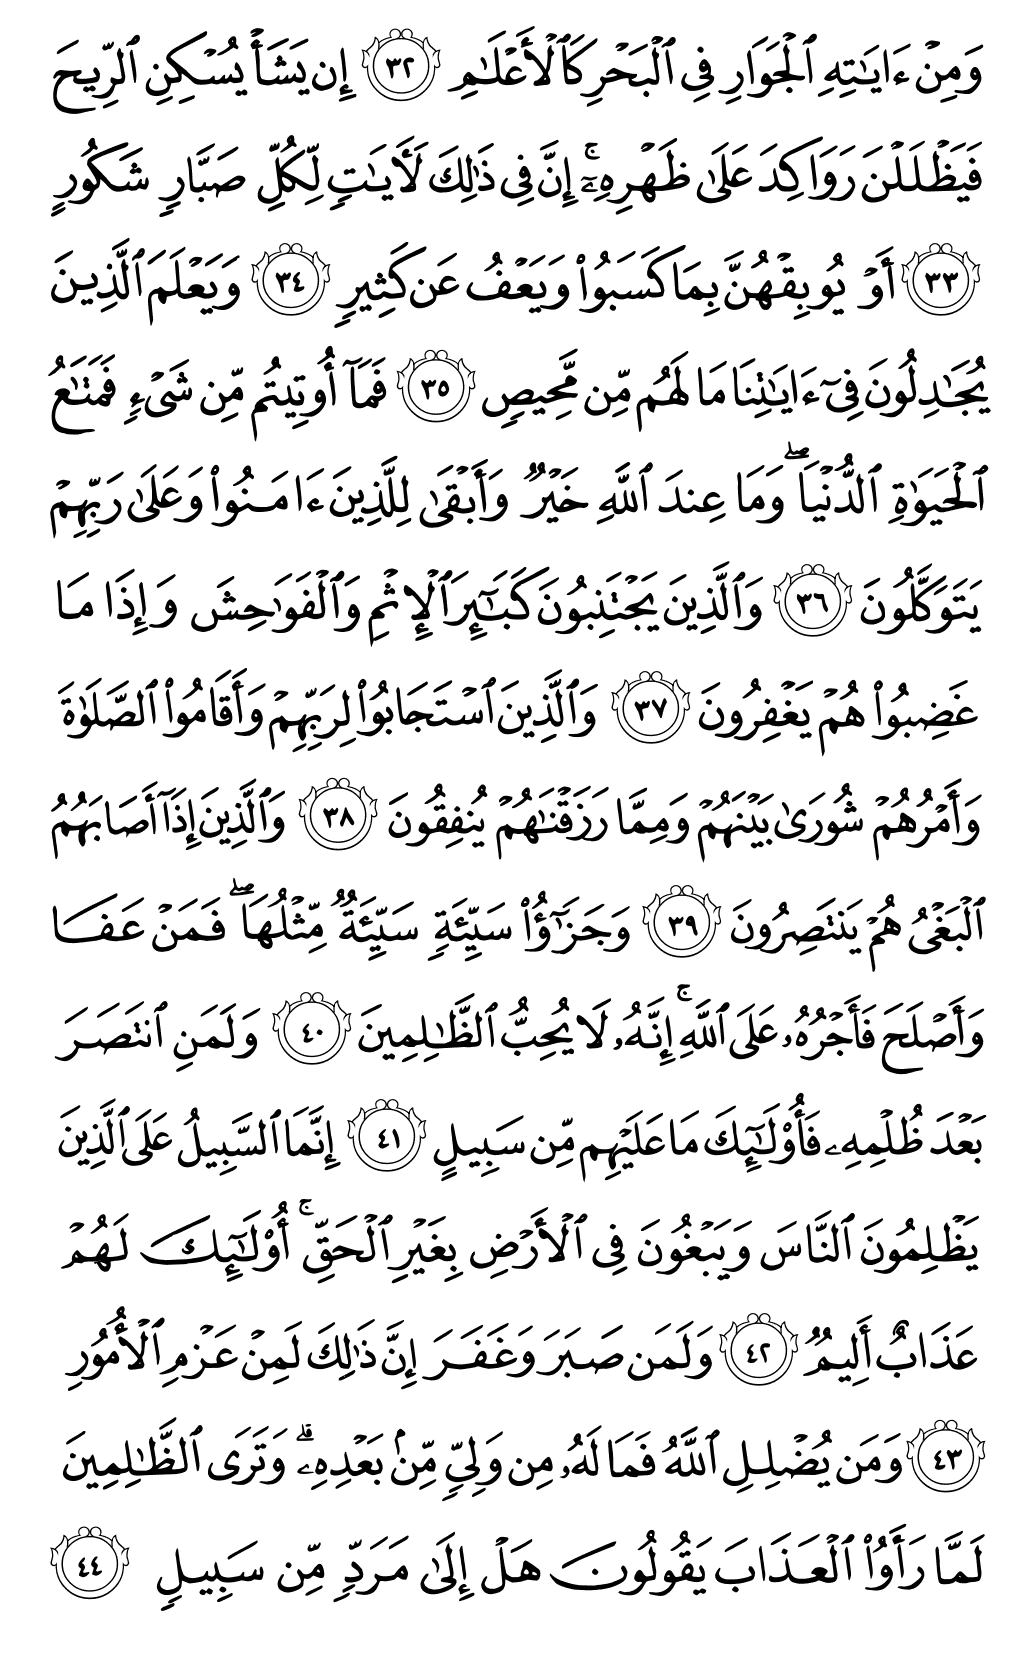 وَمِنْ ءَايَـٰتِهِ ٱلْجَوَارِ فِى ٱلْبَحْرِ كَٱلْأَعْلَـٰمِ ٣٢ إِن يَشَأْ يُسْكِنِ ٱلرِّيحَ
فَيَظْلَلْنَ رَوَاكِدَ عَلَىٰ ظَهْرِهِۦٓ ۚ إِنَّ فِى ذَٰلِكَ لَـَٔايَـٰتٍ لِّكُلِّ صَبَّارٍ شَكُورٍ
٣٣ أَوْ يُوبِقْهُنَّ بِمَا كَسَبُوا۟ وَيَعْفُ عَن كَثِيرٍ ٣٤ وَيَعْلَمَ ٱلَّذِينَ
يُجَـٰدِلُونَ فِىٓ ءَايَـٰتِنَا مَا لَهُم مِّن مَّحِيصٍ ٣٥ فَمَآ أُوتِيتُم مِّن شَىْءٍ فَمَتَـٰعُ
ٱلْحَيَوٰةِ ٱلدُّنْيَا ۖ وَمَا عِندَ ٱللَّهِ خَيْرٌ وَأَبْقَىٰ لِلَّذِينَ ءَامَنُوا۟ وَعَلَىٰ رَبِّهِمْ
يَتَوَكَّلُونَ ٣٦ وَٱلَّذِينَ يَجْتَنِبُونَ كَبَـٰٓئِرَ ٱلْإِثْمِ وَٱلْفَوَٰحِشَ وَإِذَا مَا
غَضِبُوا۟ هُمْ يَغْفِرُونَ ٣٧ وَٱلَّذِينَ ٱسْتَجَابُوا۟ لِرَبِّهِمْ وَأَقَامُوا۟ ٱلصَّلَوٰةَ
وَأَمْرُهُمْ شُورَىٰ بَيْنَهُمْ وَمِمَّا رَزَقْنَـٰهُمْ يُنفِقُونَ ٣٨ وَٱلَّذِينَ إِذَآ أَصَابَهُمُ
ٱلْبَغْىُ هُمْ يَنتَصِرُونَ ٣٩ وَجَزَٰٓؤُا۟ سَيِّئَةٍ سَيِّئَةٌ مِّثْلُهَا ۖ فَمَنْ عَفَا
وَأَصْلَحَ فَأَجْرُهُۥ عَلَى ٱللَّهِ ۚ إِنَّهُۥ لَا يُحِبُّ ٱلظَّـٰلِمِينَ ٤٠ وَلَمَنِ ٱنتَصَرَ
بَعْدَ ظُلْمِهِۦ فَأُو۟لَـٰٓئِكَ مَا عَلَيْهِم مِّن سَبِيلٍ ٤١ إِنَّمَا ٱلسَّبِيلُ عَلَى ٱلَّذِينَ
يَظْلِمُونَ ٱلنَّاسَ وَيَبْغُونَ فِى ٱلْأَرْضِ بِغَيْرِ ٱلْحَقِّ ۚ أُو۟لَـٰٓئِكَ لَهُمْ
عَذَابٌ أَلِيمٌ ٤٢ وَلَمَن صَبَرَ وَغَفَرَ إِنَّ ذَٰلِكَ لَمِنْ عَزْمِ ٱلْأُمُورِ
٤٣ وَمَن يُضْلِلِ ٱللَّهُ فَمَا لَهُۥ مِن وَلِىٍّ مِّنۢ بَعْدِهِۦ ۗ وَتَرَى ٱلظَّـٰلِمِينَ
لَمَّا رَأَوُا۟ ٱلْعَذَابَ يَقُولُونَ هَلْ إِلَىٰ مَرَدٍّ مِّن سَبِيلٍ ٤٤